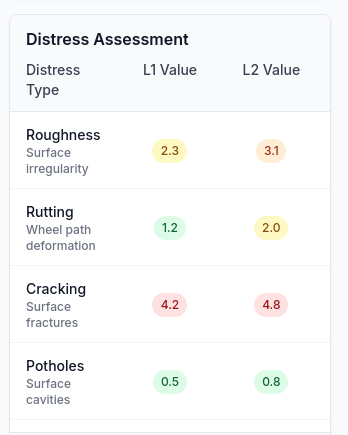 Distress Assessment
Distress Type L1 Value L2 Value
Roughness
Surface irregularity
2.3 3.1
Rutting
Wheel path deformation
1.2 2.0
Cracking
Surface fractures
4.2 4.8
Potholes
Surface cavities
0.5 0.8